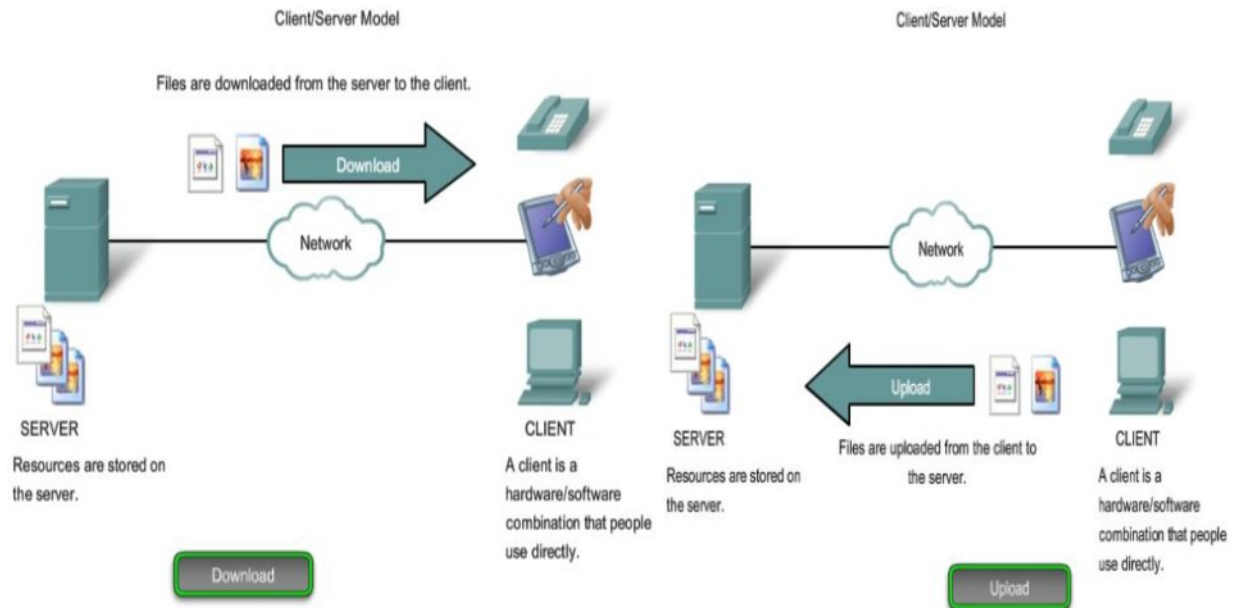 Client/Server Model
Files are downloaded from the server to the client.
Download
Network
SERVER
Resources are stored on
the server.
CLIENT
A client is a
hardware/software
combination that people
use directly.
Download
Client/Server Model
Network
Upload
SERVER
Resources are stored on
the server.
Files are uploaded from the client to
the server.
CLIENT
A client is a
hardware/software
combination that people
use directly.
Upload